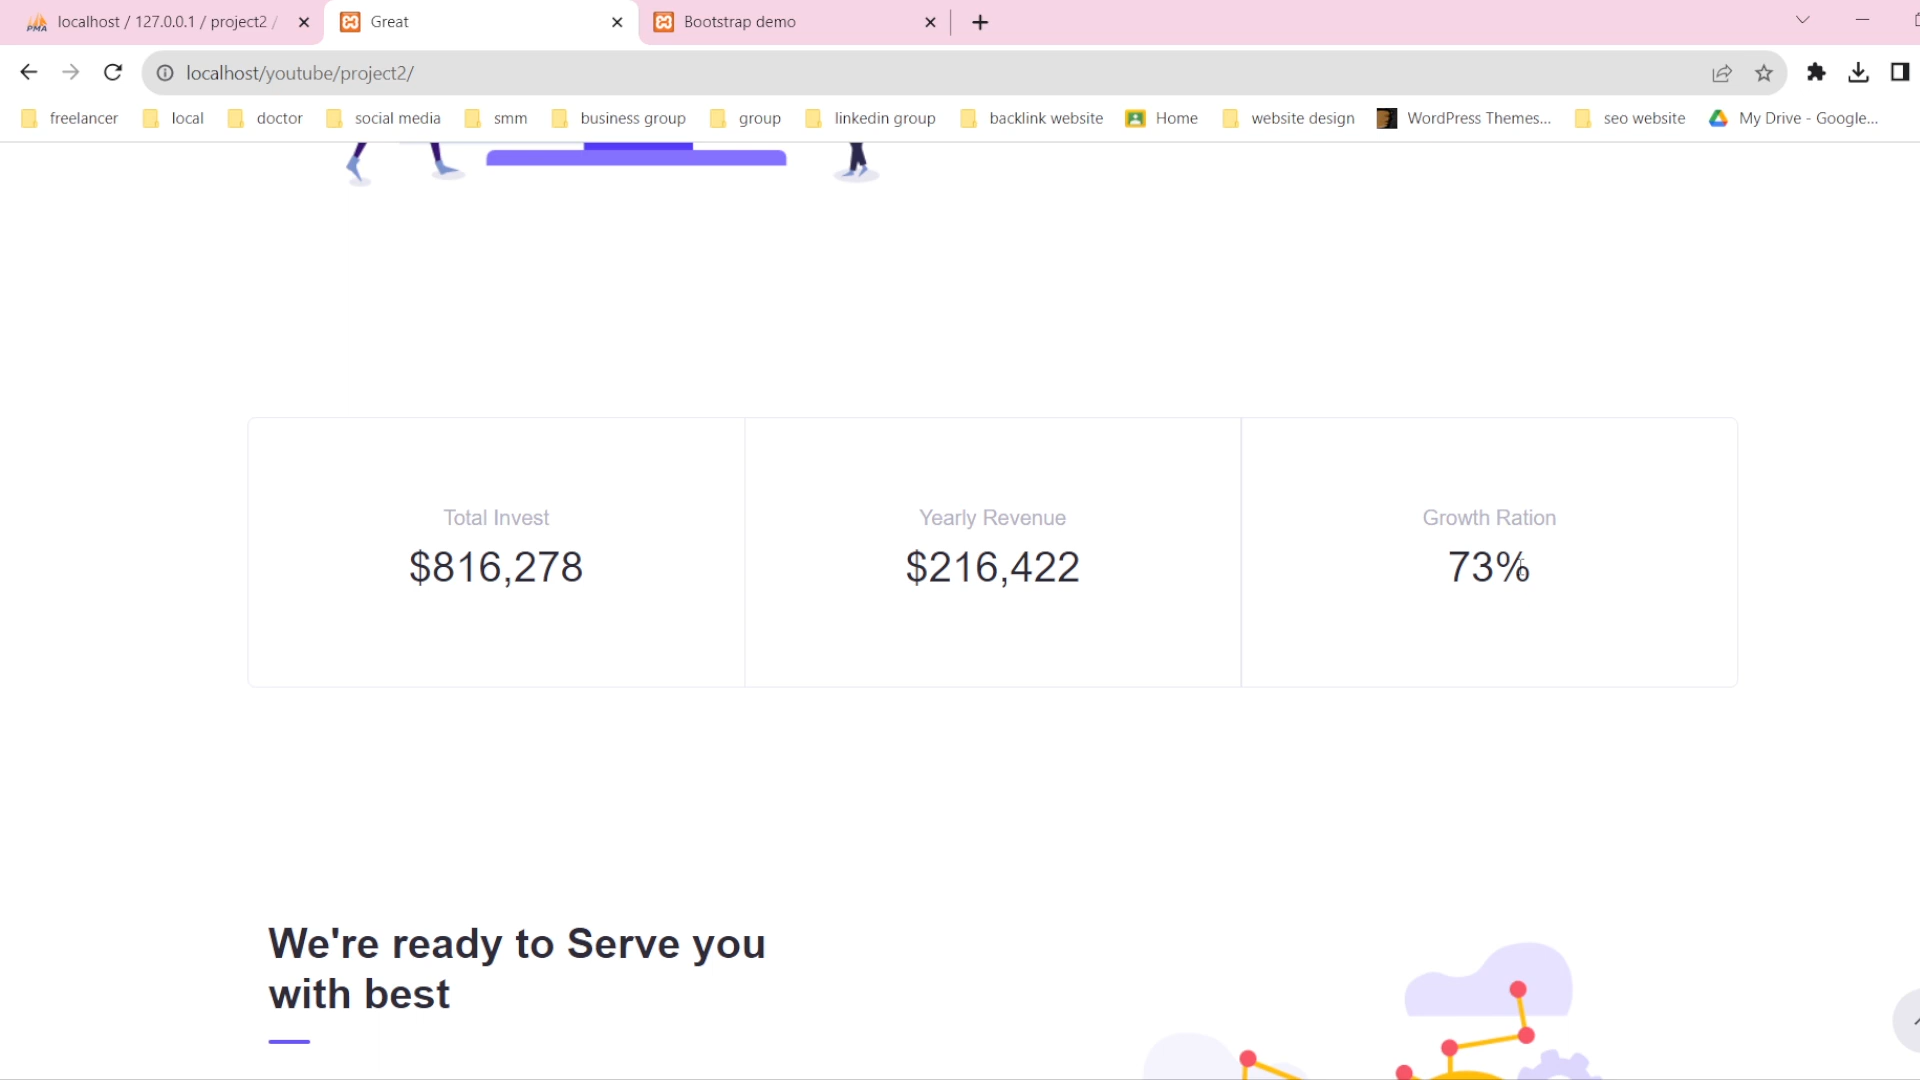 PMA localhost / 127.0.0.1 / project2 /
Great
Bootstrap demo
localhost/youtube/project2/
freelancer local doctor social media smm business group group linkedin group backlink website Home website design WordPress Themes... seo website My Drive - Google...
Total Invest Yearly Revenue Growth Ration
$816,278 $216,422 73%
We're ready to Serve you
with best